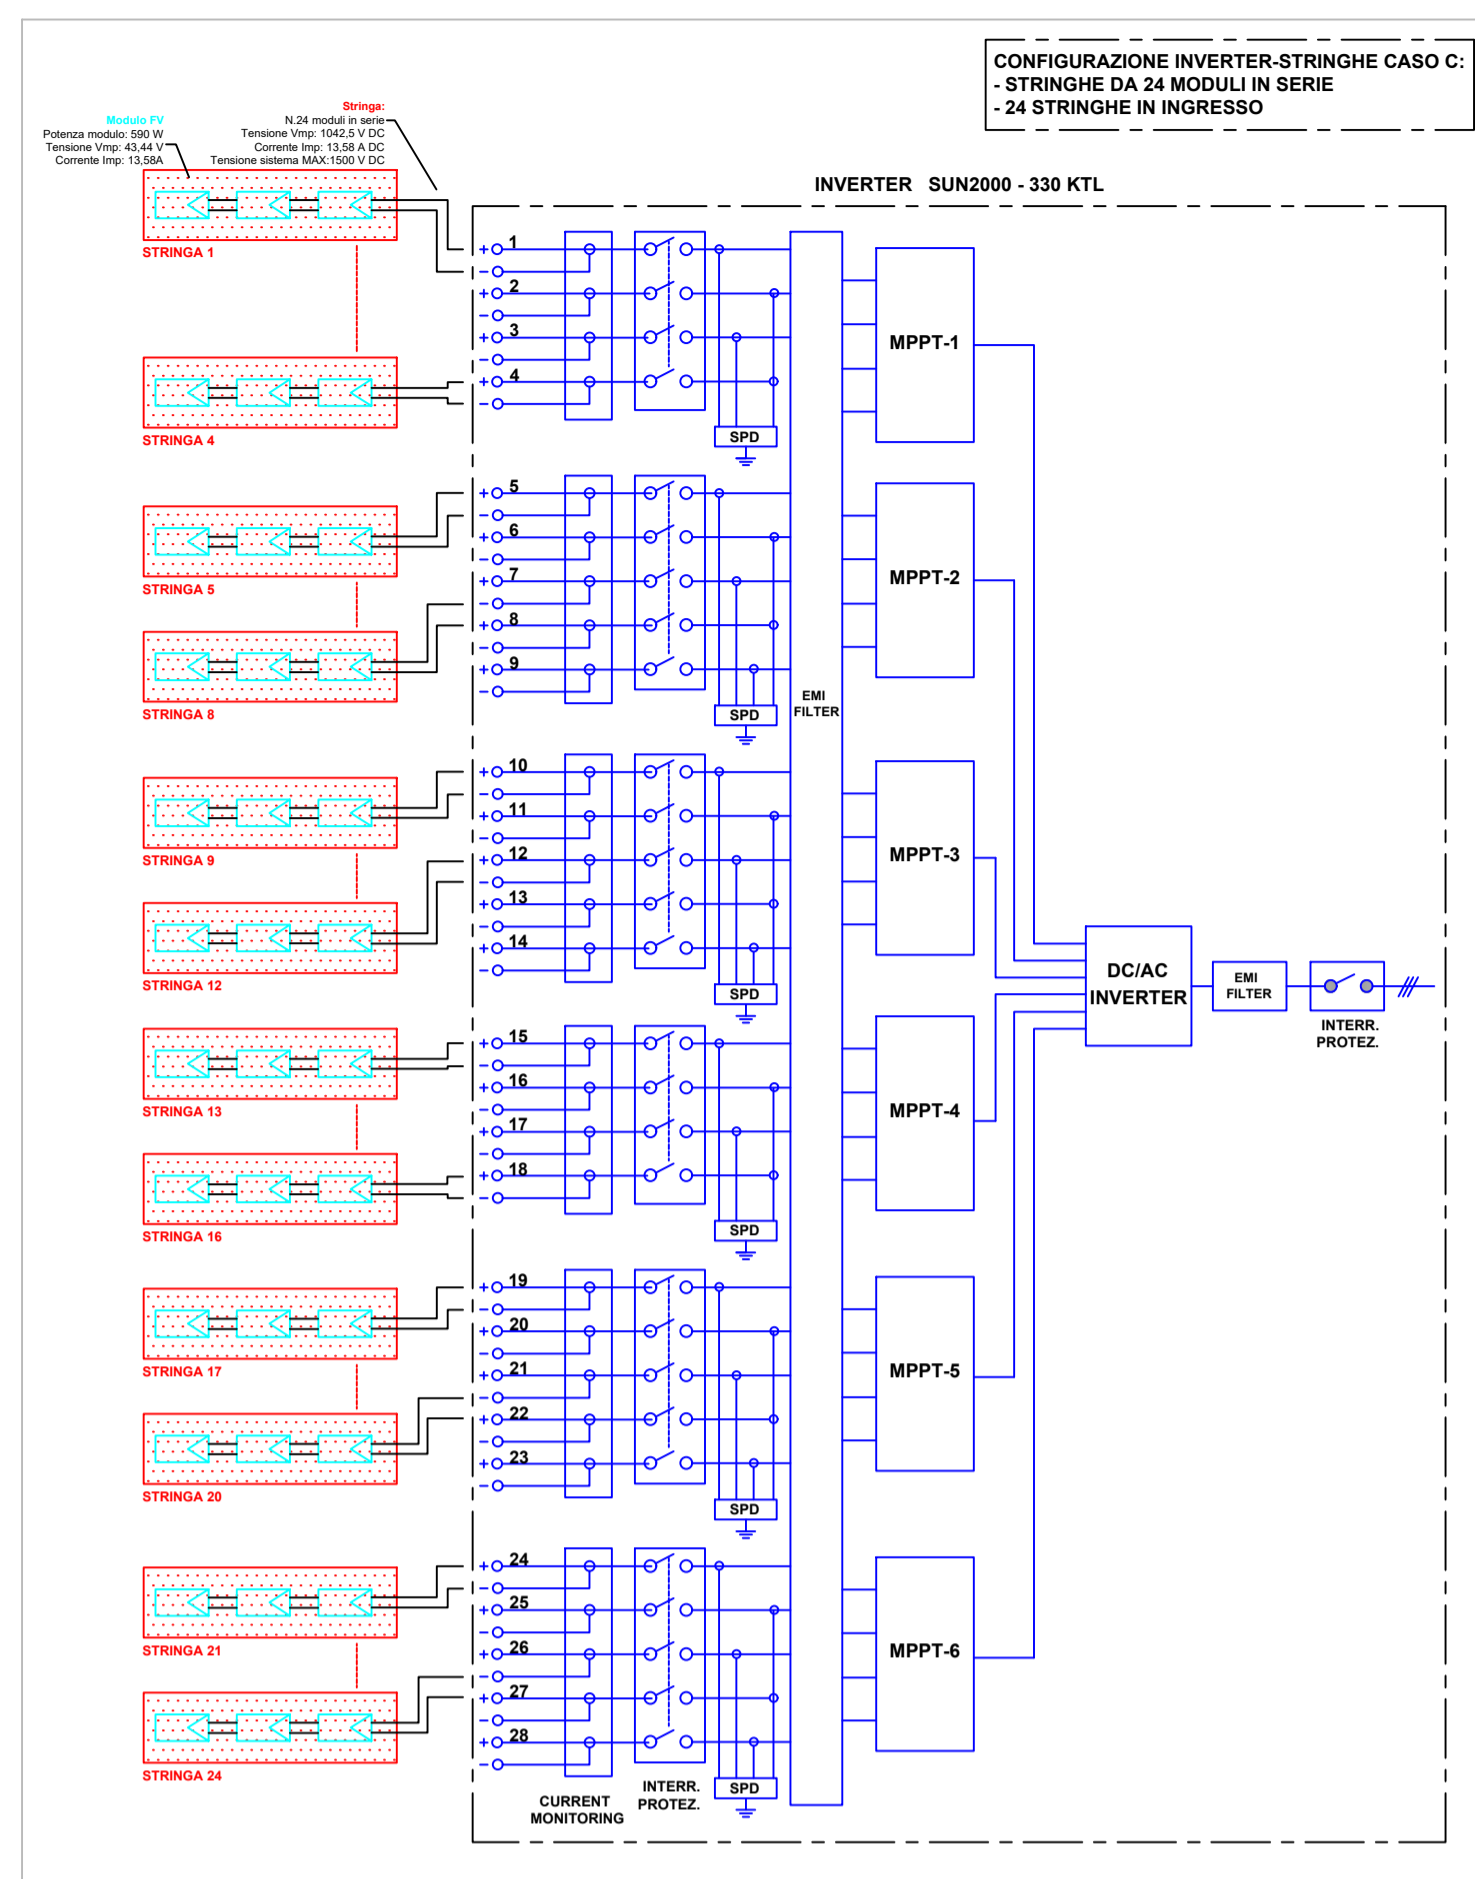 CONFIGURAZIONE INVERTER-STRINGHE CASO C:
- STRINGHE DA 24 MODULI IN SERIE
- 24 STRINGHE IN INGRESSO
Modulo FV
Potenza modulo: 590 W
Tensione Vmp: 43,44 V
Corrente Imp: 13,58A
Stringa:
N.24 moduli in serie
Tensione Vmp: 1042,5 V DC
Corrente Imp: 13,58 A DC
Tensione sistema MAX:1500 V DC
INVERTER SUN2000 - 330 KTL
STRINGA 1
STRINGA 4
STRINGA 5
STRINGA 8
STRINGA 9
STRINGA 12
STRINGA 13
STRINGA 16
STRINGA 17
STRINGA 20
STRINGA 21
STRINGA 24
+ 1
-
+ 2
-
+ 3
-
+ 4
-
SPD
+ 5
-
+ 6
-
+ 7
-
+ 8
-
+ 9
-
SPD
+ 10
-
+ 11
-
+ 12
-
+ 13
-
+ 14
-
SPD
+ 15
-
+ 16
-
+ 17
-
+ 18
-
SPD
+ 19
-
+ 20
-
+ 21
-
+ 22
-
+ 23
-
SPD
+ 24
-
+ 25
-
+ 26
-
+ 27
-
+ 28
-
SPD
CURRENT
MONITORING
INTERR.
PROTEZ.
EMI
FILTER
MPPT-1
MPPT-2
MPPT-3
MPPT-4
MPPT-5
MPPT-6
DC/AC
INVERTER
EMI
FILTER
INTERR.
PROTEZ.